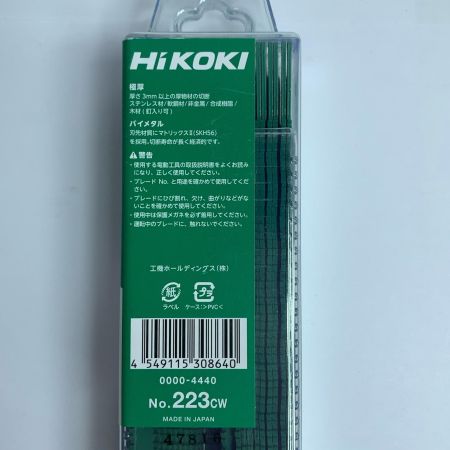 HiKOKI
極厚
厚さ3mm以上の厚物材の切断
ステンレス材/軟鋼材/非金属/合成樹脂/
木材(釘入り可)
バイメタル
刃先材質にマトリックスⅡ(SKH56)
を採用、切断寿命が長く経済的です。
⚠警告
・使用する電動工具の取扱説明書をよくお読み
になり、正しく使用してください。
・ブレード No. と用途を確かめて使用してくだ
さい。
・ブレードにひび割れ、欠け、曲がりなどがな
いことを確かめて使用してください。
・使用中は保護メガネを必ず着用してください。
・運転中のブレードに、触れないでください。
工機ホールディングス(株)
紙 プラ
ラベル ケース:>PVC<
4 549115 308640
0000-4440
No. 223CW
MADE IN JAPAN